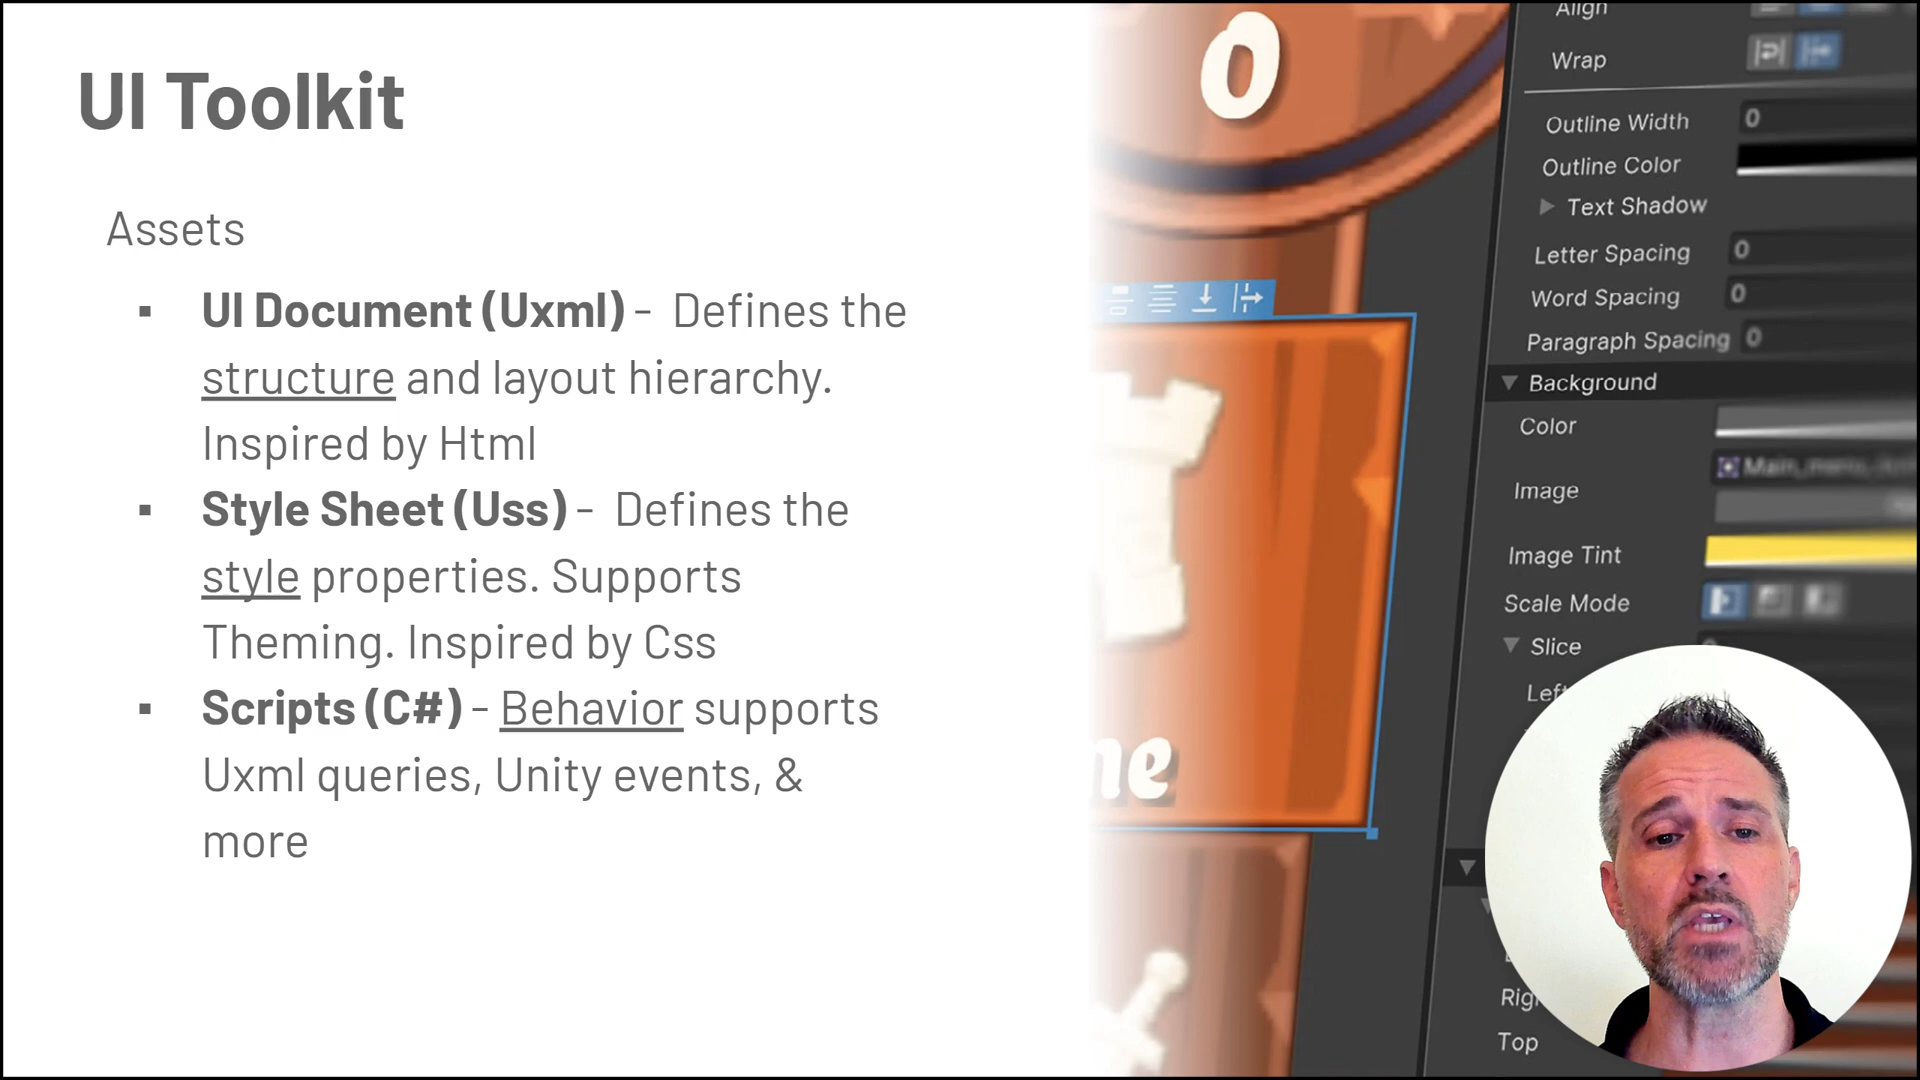 UI Toolkit
Assets
▪ UI Document (Uxml) - Defines the
structure and layout hierarchy.
Inspired by Html
▪ Style Sheet (Uss) - Defines the
style properties. Supports
Theming. Inspired by Css
▪ Scripts (C#) - Behavior supports
Uxml queries, Unity events, &
more
0
ne
Align
Wrap
Outline Width 0
Outline Color
Text Shadow
Letter Spacing 0
Word Spacing 0
Paragraph Spacing 0
Background
Color
Image
Image Tint
Scale Mode
Slice
Left
Top